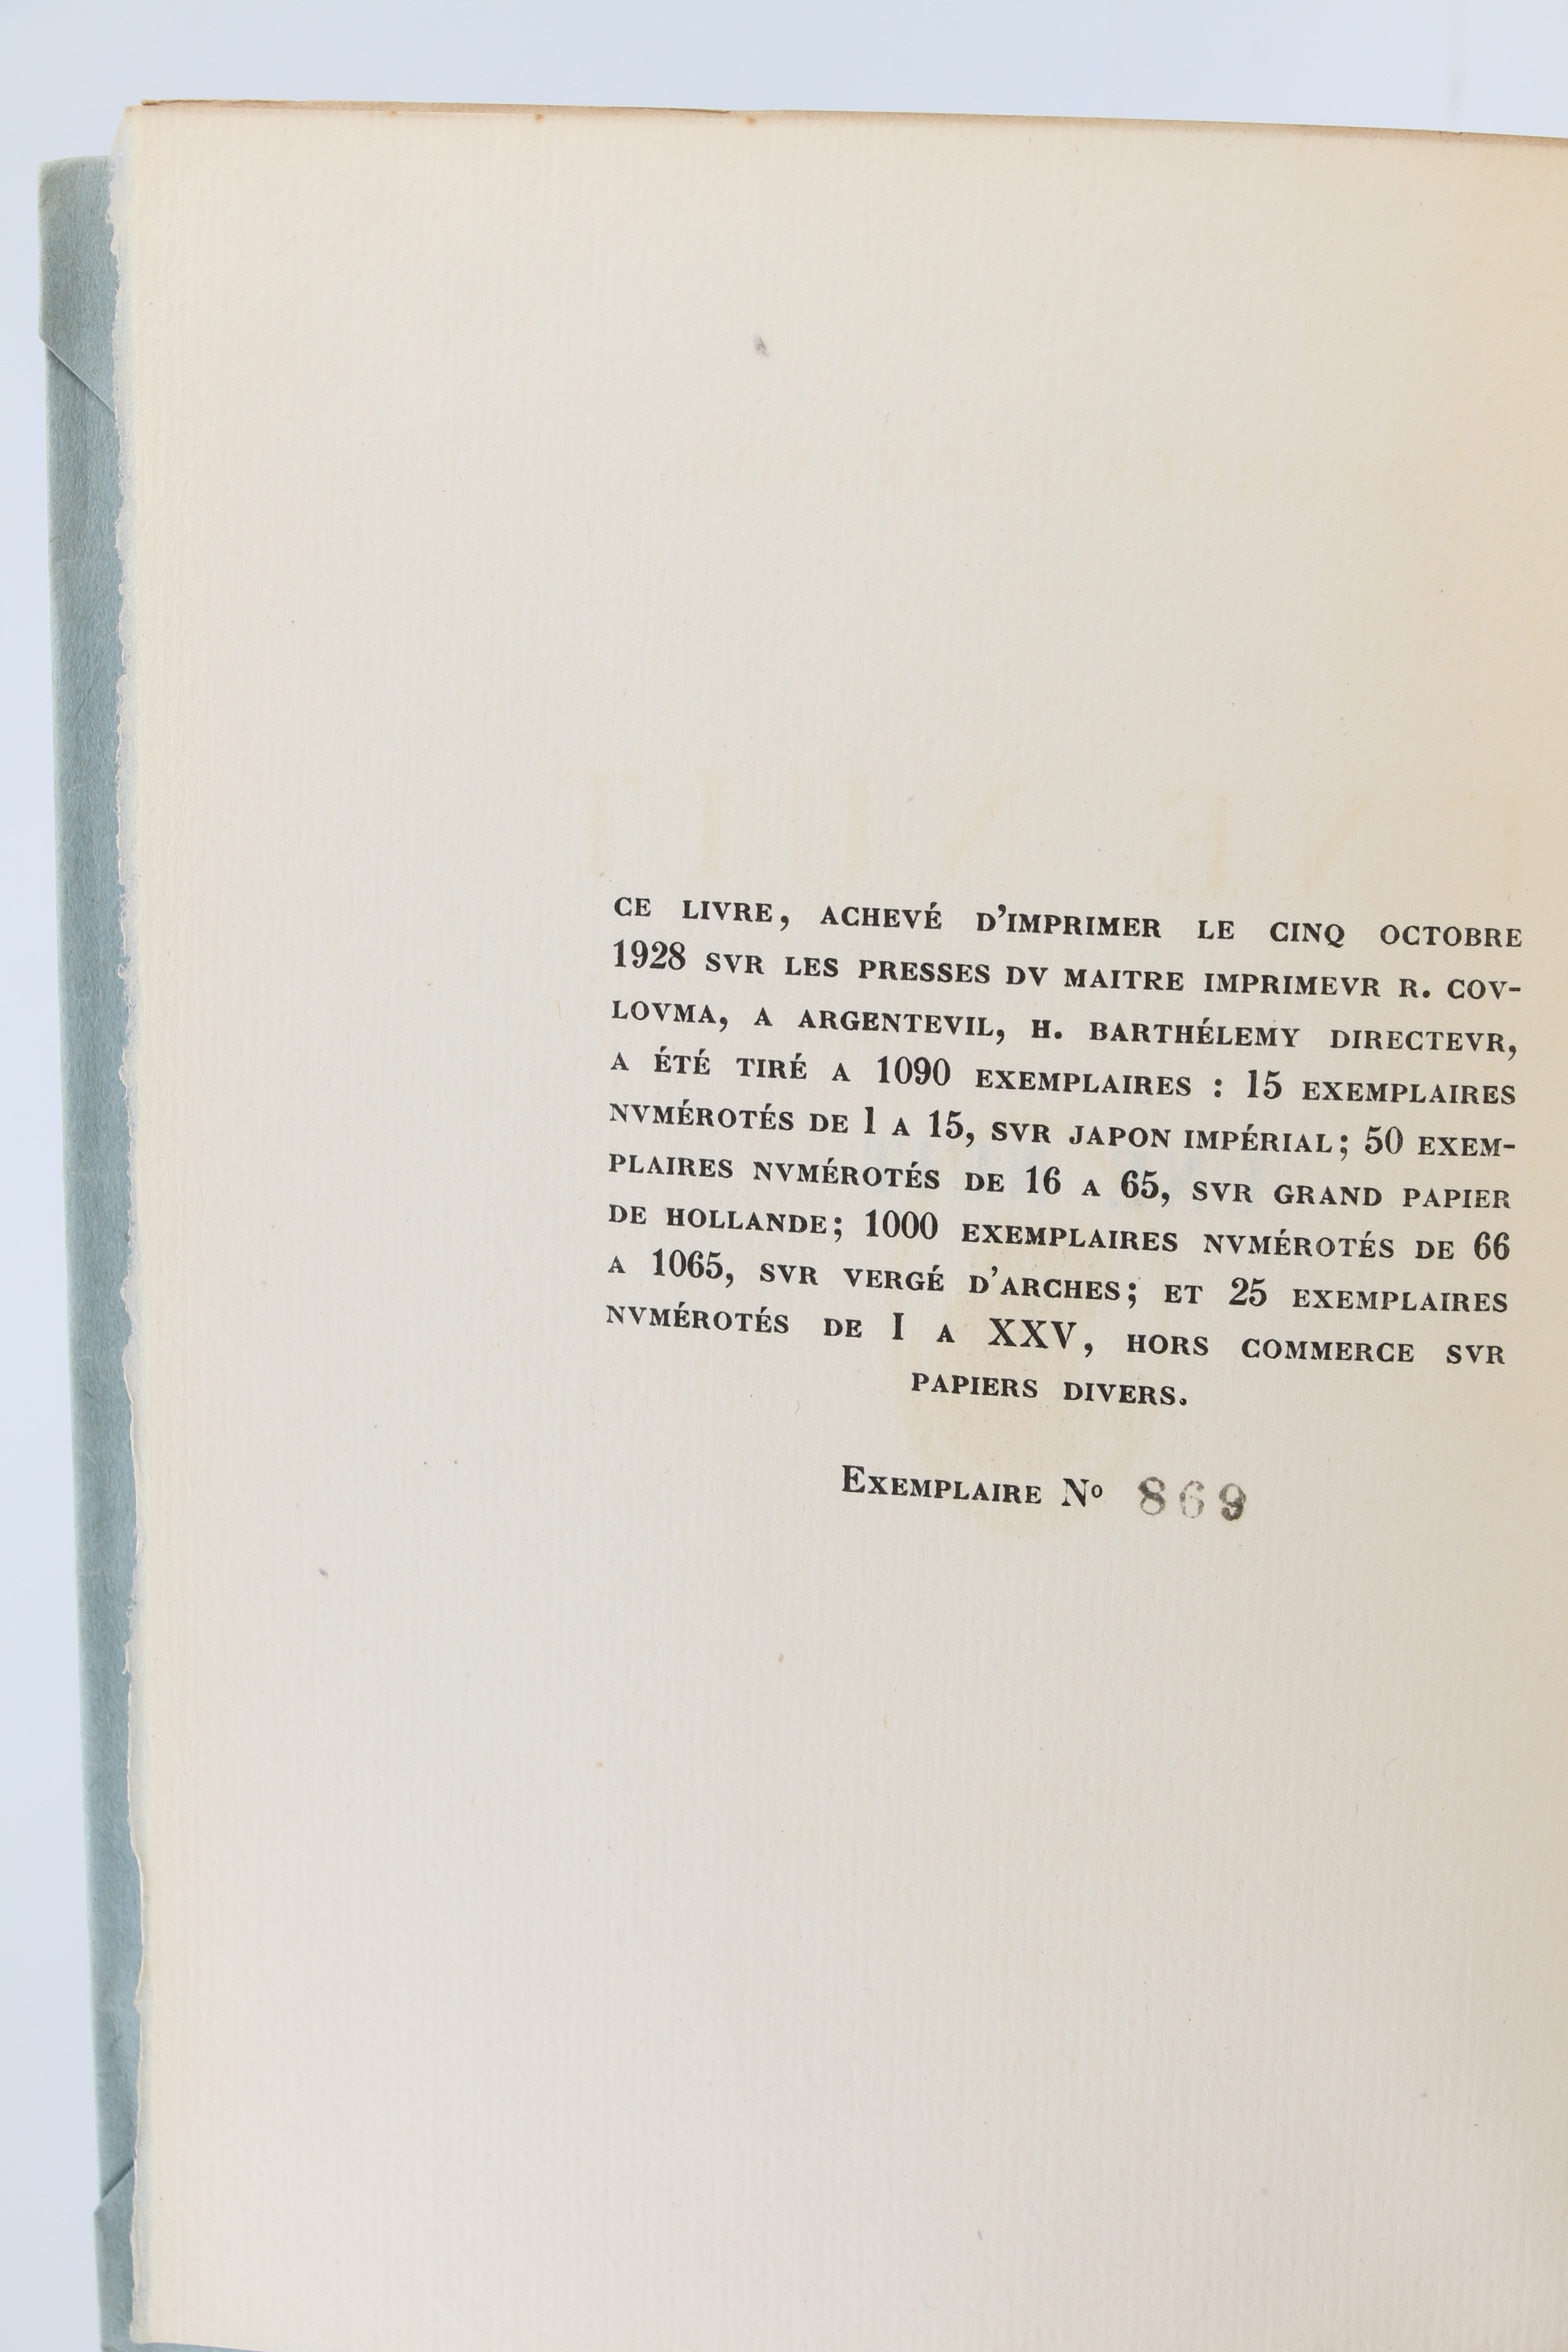 CE LIVRE, ACHEVÉ D'IMPRIMER LE CINQ OCTOBRE
1928 SVR LES PRESSES DV MAITRE IMPRIMEVR R. COV-
LOVMA, A ARGENTEVIL, H. BARTHÉLEMY DIRECTEVR,
A ÉTÉ TIRÉ A 1090 EXEMPLAIRES : 15 EXEMPLAIRES
NVMÉROTÉS DE 1 A 15, SVR JAPON IMPÉRIAL; 50 EXEM-
PLAIRES NVMÉROTÉS DE 16 A 65, SVR GRAND PAPIER
DE HOLLANDE; 1000 EXEMPLAIRES NVMÉROTÉS DE 66
A 1065, SVR VERGÉ D'ARCHES; ET 25 EXEMPLAIRES
NVMÉROTÉS DE I A XXV, HORS COMMERCE SVR
PAPIERS DIVERS.
EXEMPLAIRE Nº 869